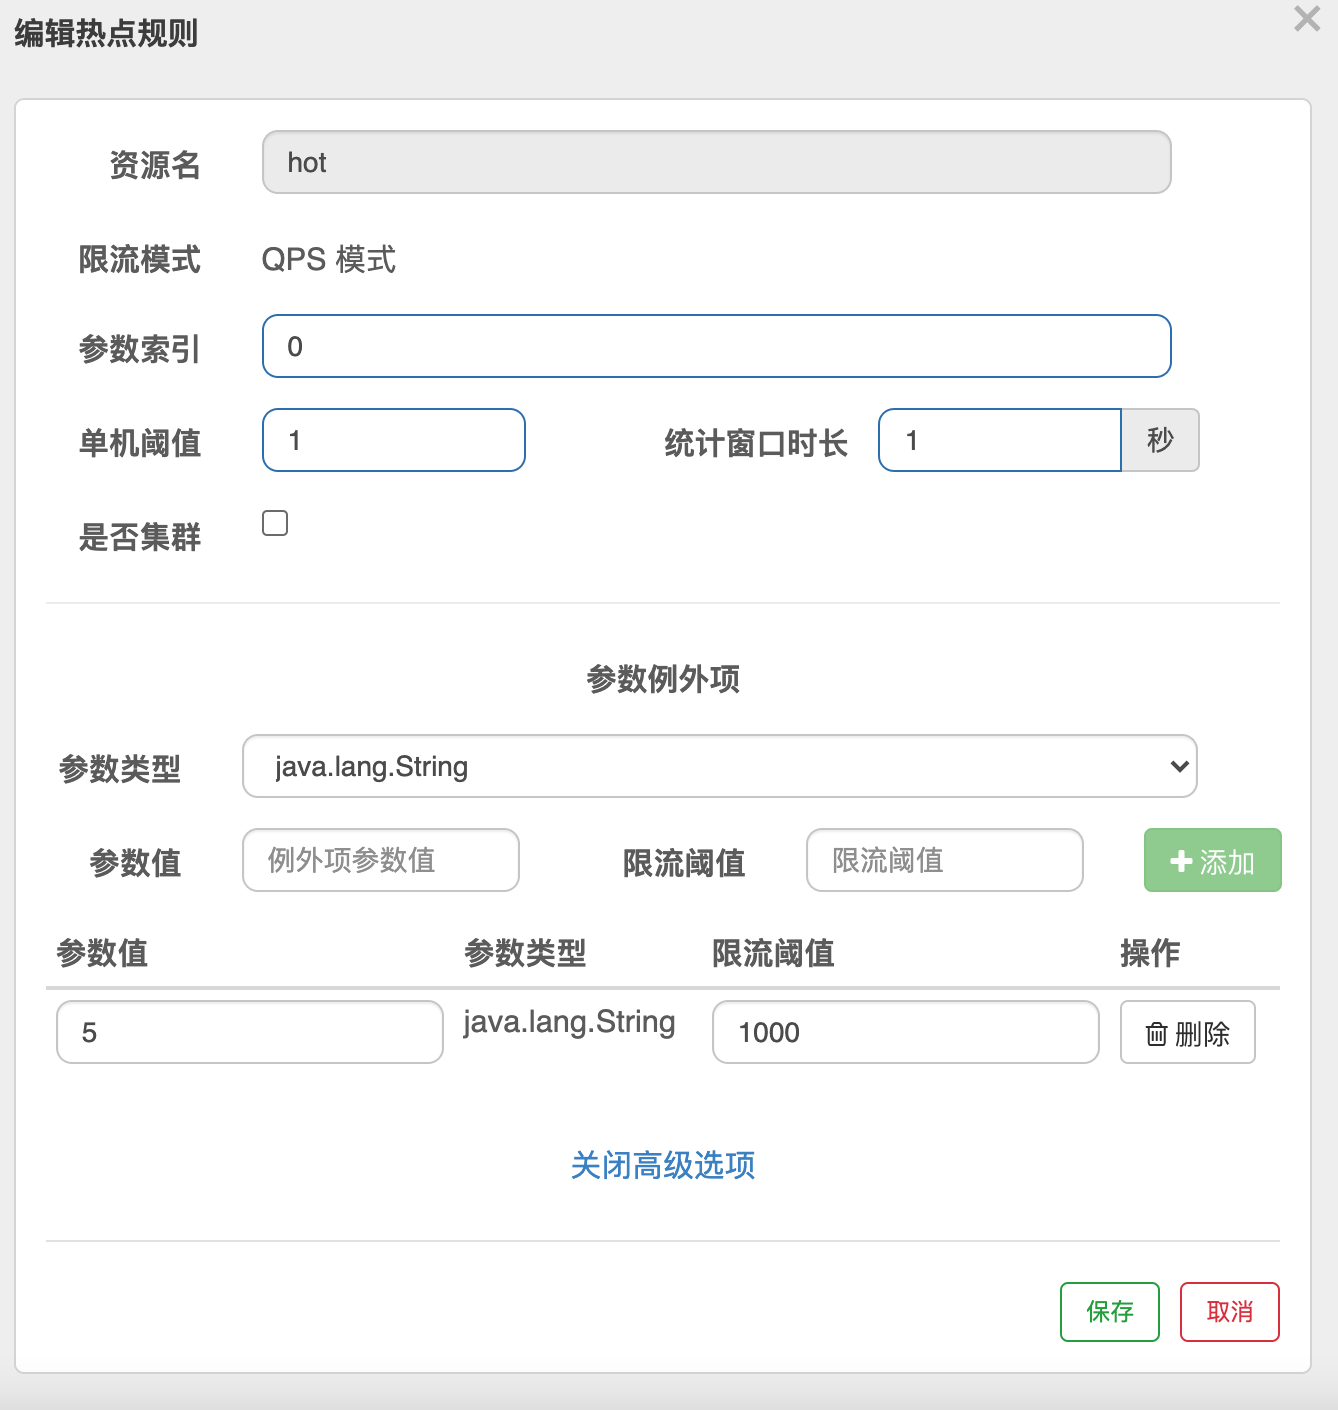 编辑热点规则
资源名 hot
限流模式 QPS 模式
参数索引 0
单机阈值 1 统计窗口时长 1 秒
是否集群
参数例外项
参数类型 java.lang.String
参数值 例外项参数值 限流阈值 限流阈值 添加
参数值 参数类型 限流阈值 操作
5 java.lang.String 1000 删除
关闭高级选项
保存 取消